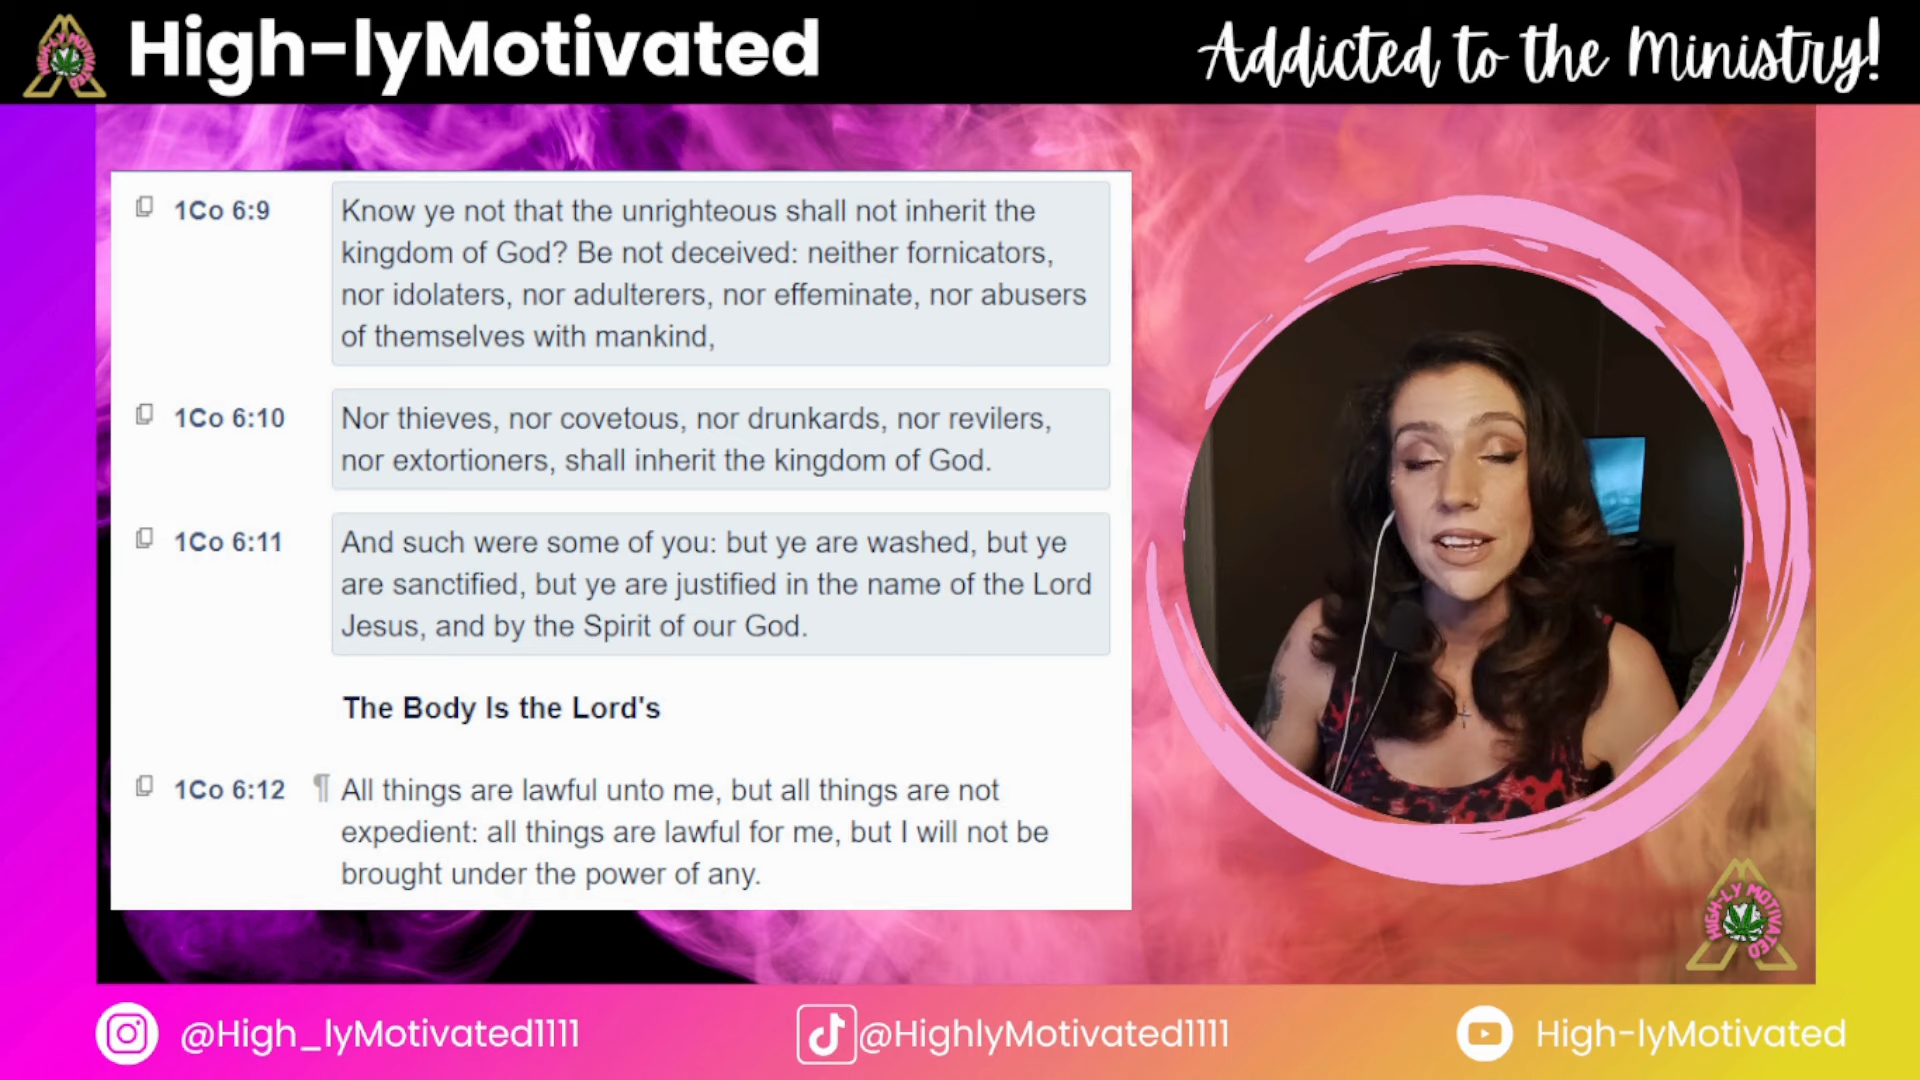 High-lyMotivated
Addicted to the Ministry!
1Co 6:9
Know ye not that the unrighteous shall not inherit the
kingdom of God? Be not deceived: neither fornicators,
nor idolaters, nor adulterers, nor effeminate, nor abusers
of themselves with mankind,
1Co 6:10
Nor thieves, nor covetous, nor drunkards, nor revilers,
nor extortioners, shall inherit the kingdom of God.
1Co 6:11
And such were some of you: but ye are washed, but ye
are sanctified, but ye are justified in the name of the Lord
Jesus, and by the Spirit of our God.
The Body Is the Lord's
1Co 6:12
¶ All things are lawful unto me, but all things are not
expedient: all things are lawful for me, but I will not be
brought under the power of any.
HIGH-LY MOTIVATED
HIGH-LY MOTIVATED
@High_lyMotivated1111
@HighlyMotivated1111
High-lyMotivated